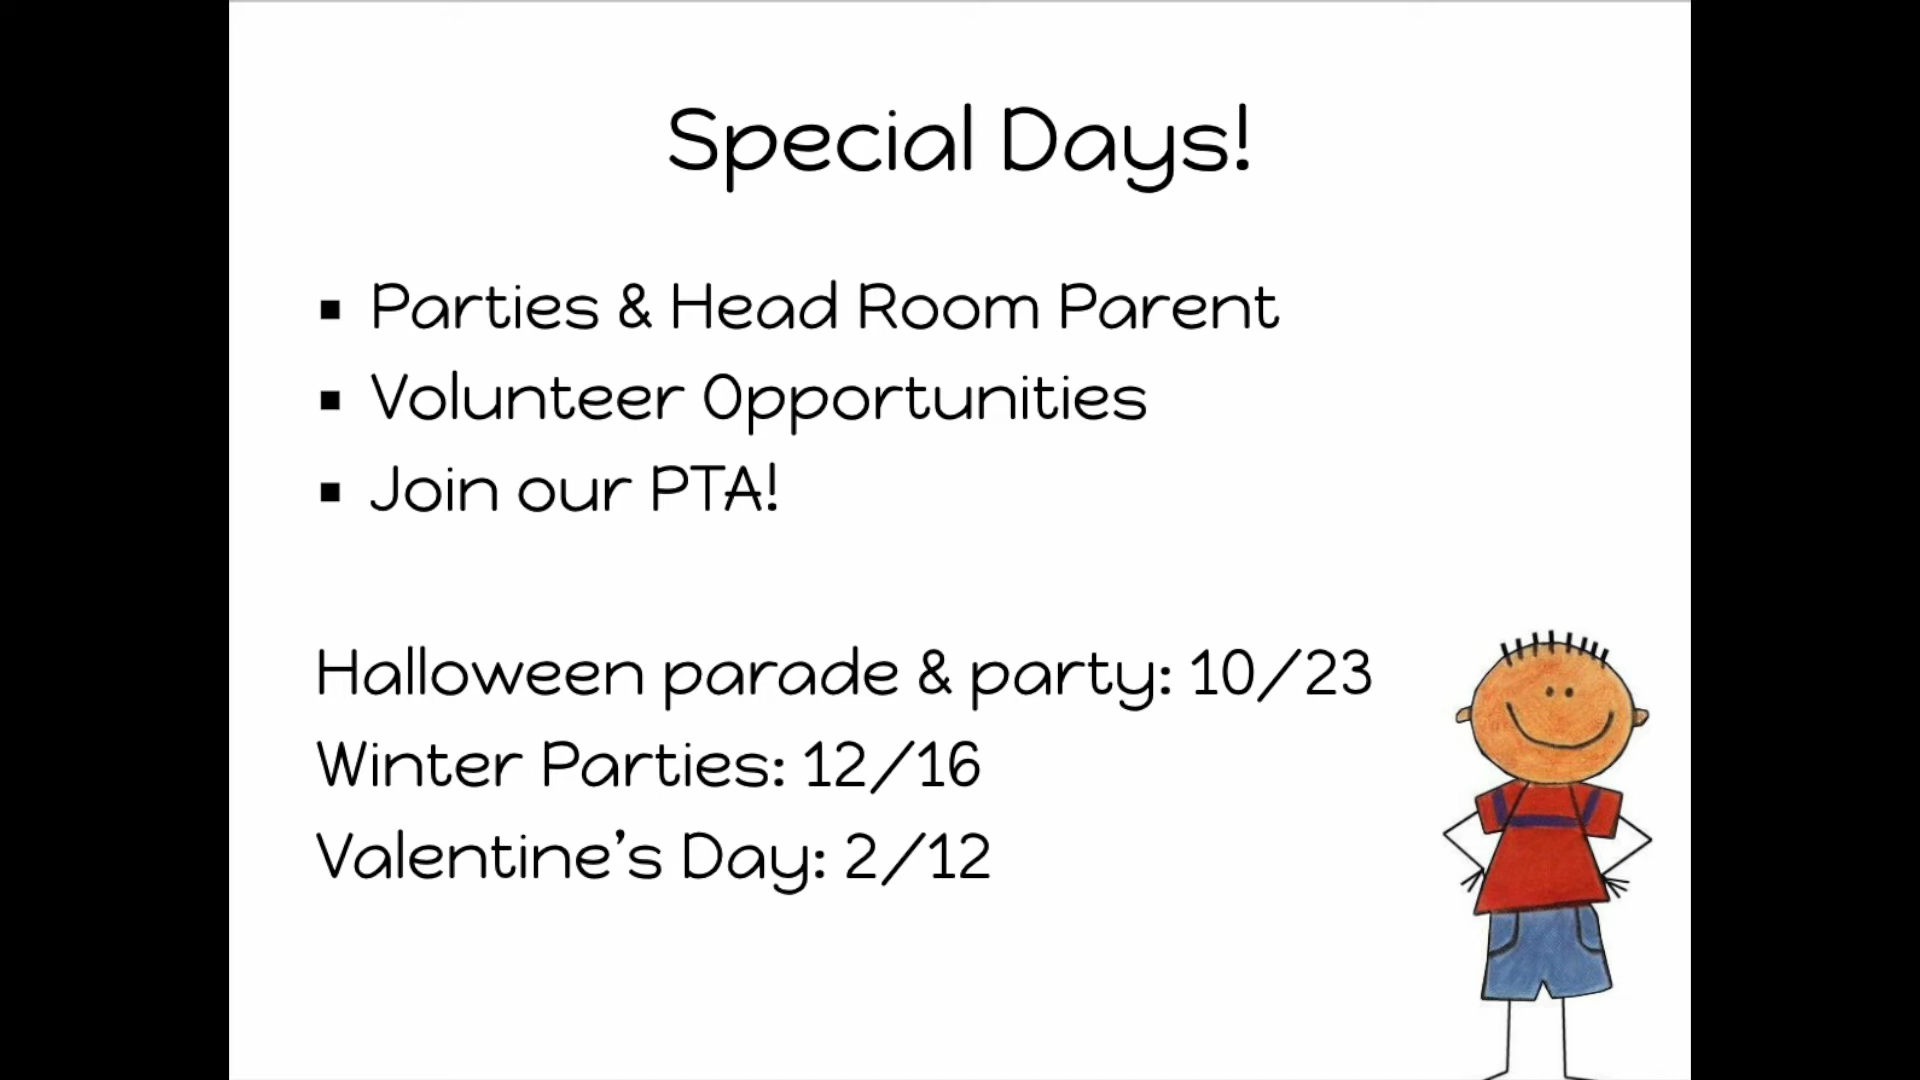 Special Days!
▪ Parties & Head Room Parent
▪ Volunteer Opportunities
▪ Join our PTA!
Halloween parade & party: 10/23
Winter Parties: 12/16
Valentine’s Day: 2/12